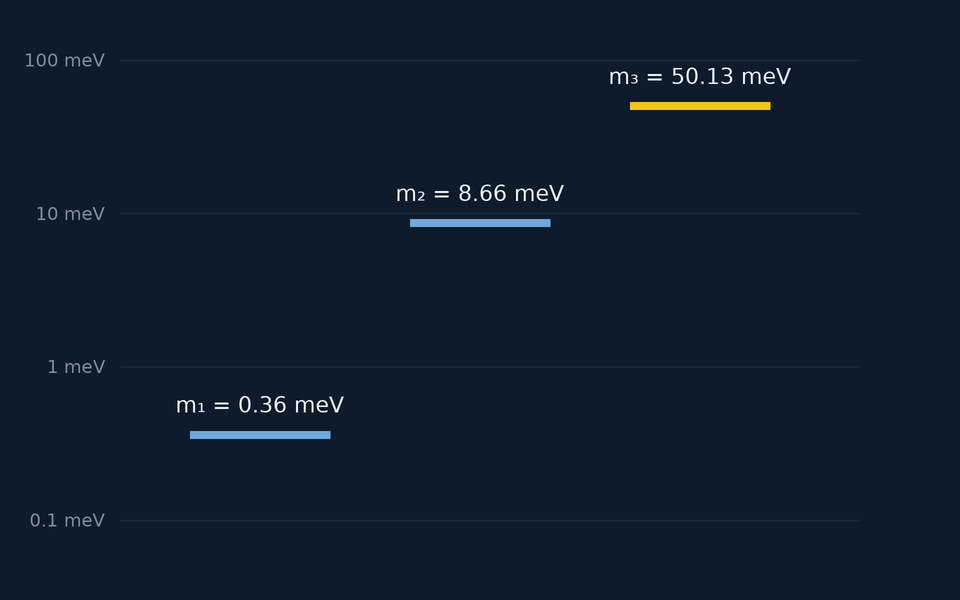 100 meV
m₃ = 50.13 meV
m₂ = 8.66 meV
10 meV
1 meV
m₁ = 0.36 meV
0.1 meV